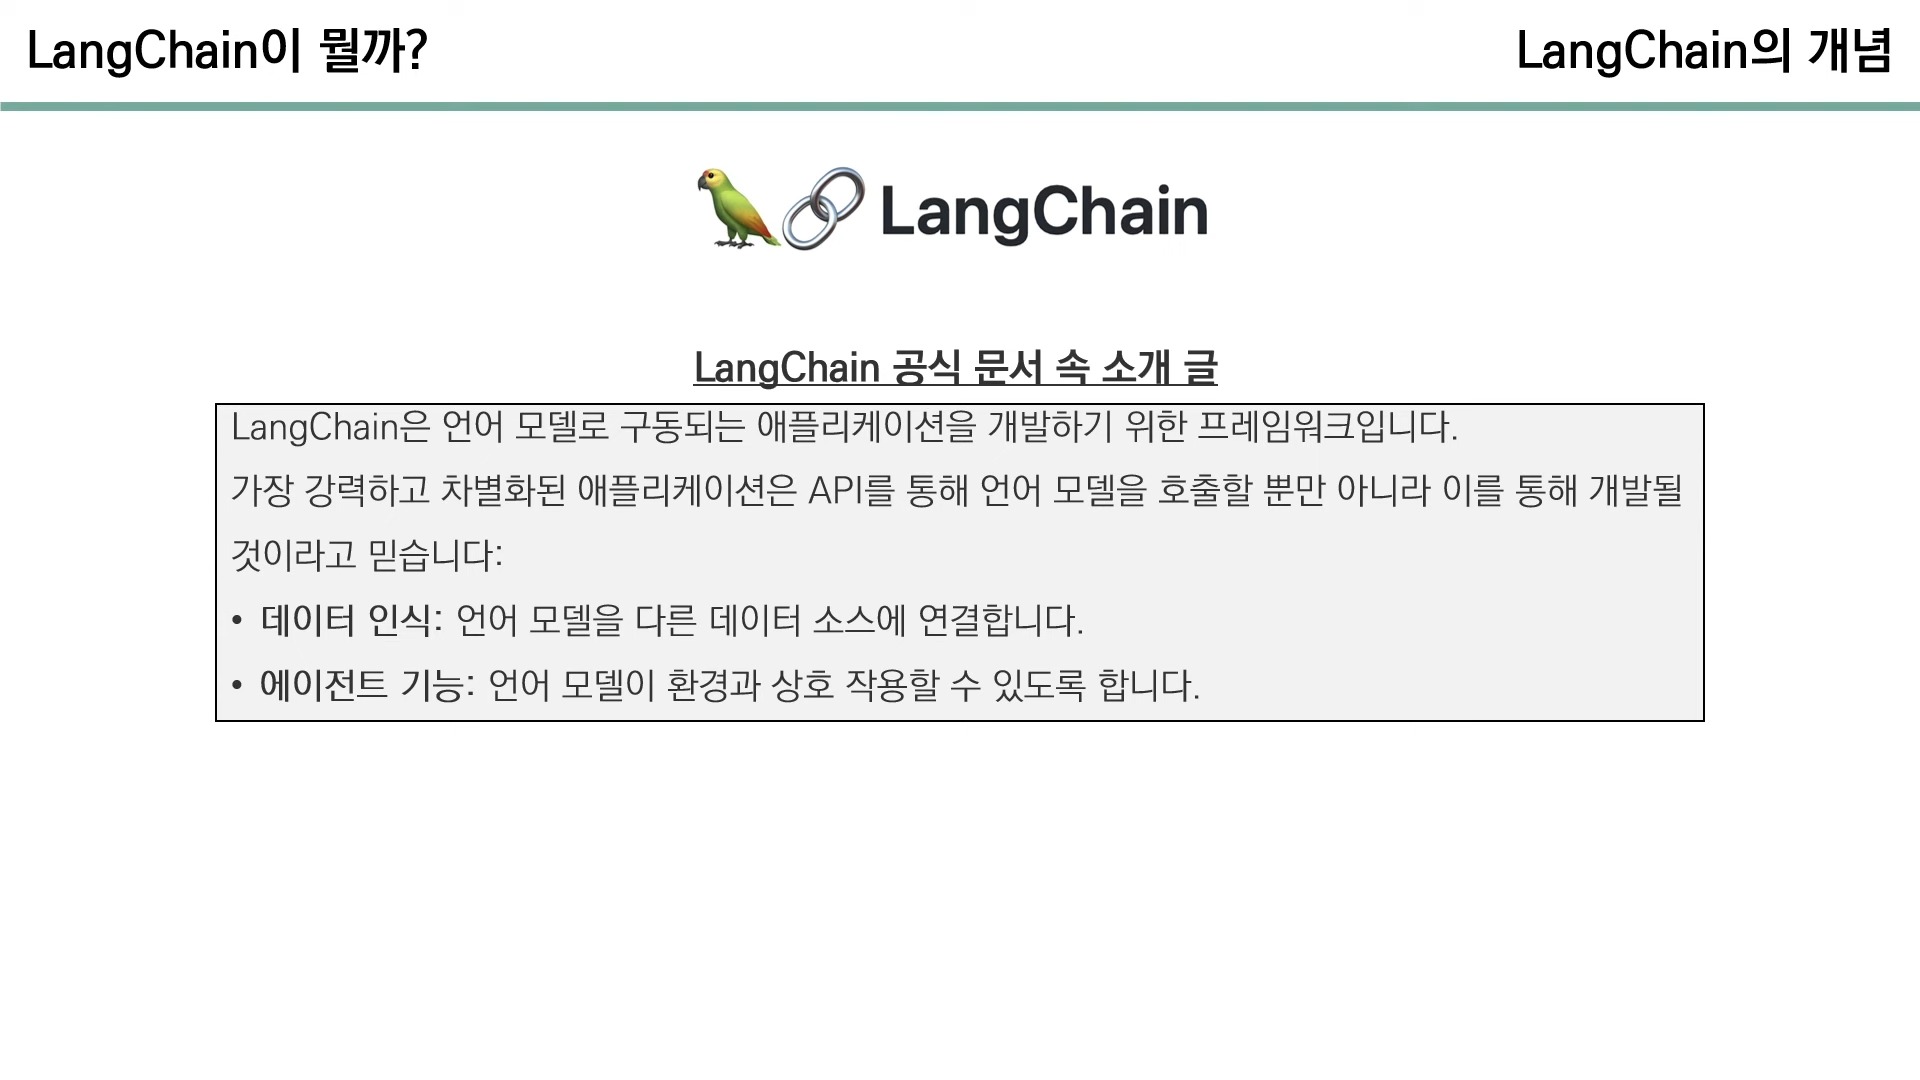 LangChain이 뭘까?
LangChain의 개념
LangChain
LangChain 공식 문서 속 소개 글
LangChain은 언어 모델로 구동되는 애플리케이션을 개발하기 위한 프레임워크입니다.
가장 강력하고 차별화된 애플리케이션은 API를 통해 언어 모델을 호출할 뿐만 아니라 이를 통해 개발될
것이라고 믿습니다:
• 데이터 인식: 언어 모델을 다른 데이터 소스에 연결합니다.
• 에이전트 기능: 언어 모델이 환경과 상호 작용할 수 있도록 합니다.